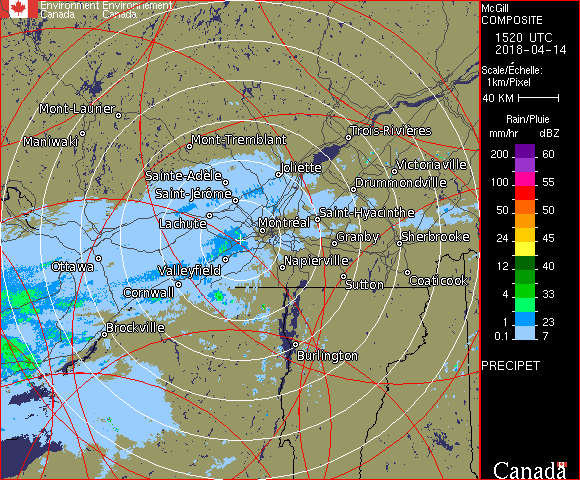 Environment Environnement
Canada Canada
McGill
COMPOSITE
1520 UTC
2018-04-14
Scale/Échelle:
1km/Pixel
40 KM
Rain/Pluie
mm/hr dBZ
200 60
100 55
50 50
24 45
12 40
4 33
1 23
0.1 7
PRECIPET
Mont-Laurier
Maniwaki
Mont-Tremblant
Trois-Rivières
Sainte-Adèle
Joliette
Victoriaville
Saint-Jérôme
Drummondville
Lachute
Saint-Hyacinthe
Montréal
Granby
Sherbrooke
Ottawa
Valleyfield
Napierville
Cornwall
Sutton
Coaticook
Brockville
Burlington
Canada